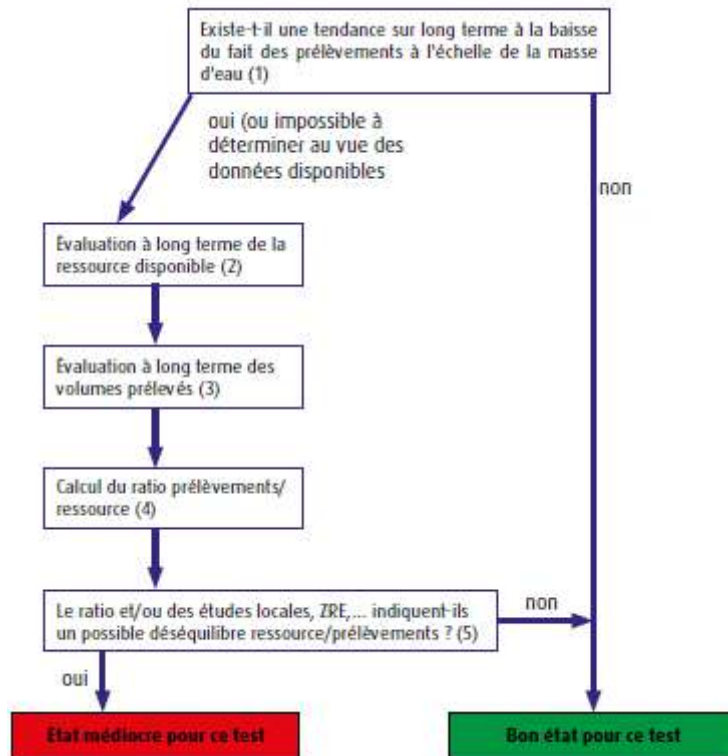 Existe-t-il une tendance sur long terme à la baisse
du fait des prélèvements à l'échelle de la masse
d'eau (1)
oui (ou impossible à
déterminer au vue des
données disponibles
non
Évaluation à long terme de la
ressource disponible (2)
Évaluation à long terme des
volumes prélevés (3)
Calcul du ratio prélèvements/
ressource (4)
Le ratio et/ou des études locales, ZRE,... indiquent-ils
un possible déséquilibre ressource/prélèvements ? (5)
non
oui
État médiocre pour ce test
Bon état pour ce test